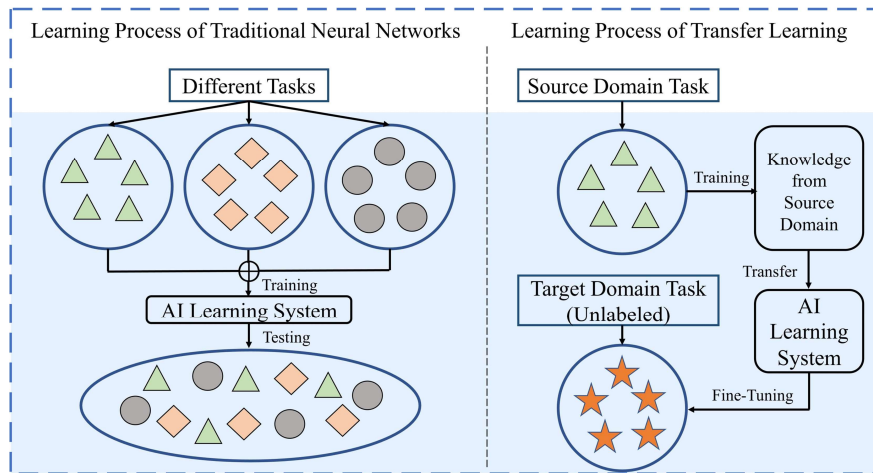 Learning Process of Traditional Neural Networks
Different Tasks
Training
AI Learning System
Testing
Learning Process of Transfer Learning
Source Domain Task
Training
Knowledge
from
Source
Domain
Transfer
Target Domain Task
(Unlabeled)
AI
Learning
System
Fine-Tuning